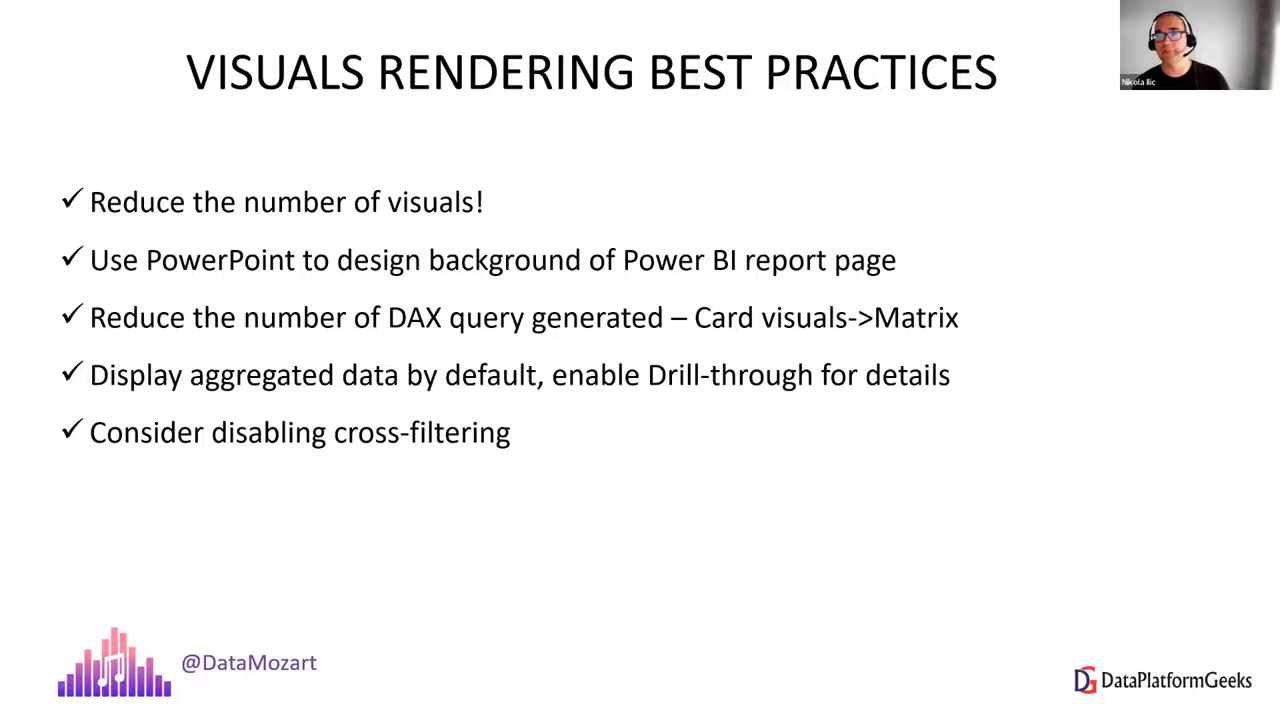 VISUALS RENDERING BEST PRACTICES
Nikola Ilic
✓ Reduce the number of visuals!
✓ Use PowerPoint to design background of Power BI report page
✓ Reduce the number of DAX query generated – Card visuals->Matrix
✓ Display aggregated data by default, enable Drill-through for details
✓ Consider disabling cross-filtering
@DataMozart
DG DataPlatformGeeks